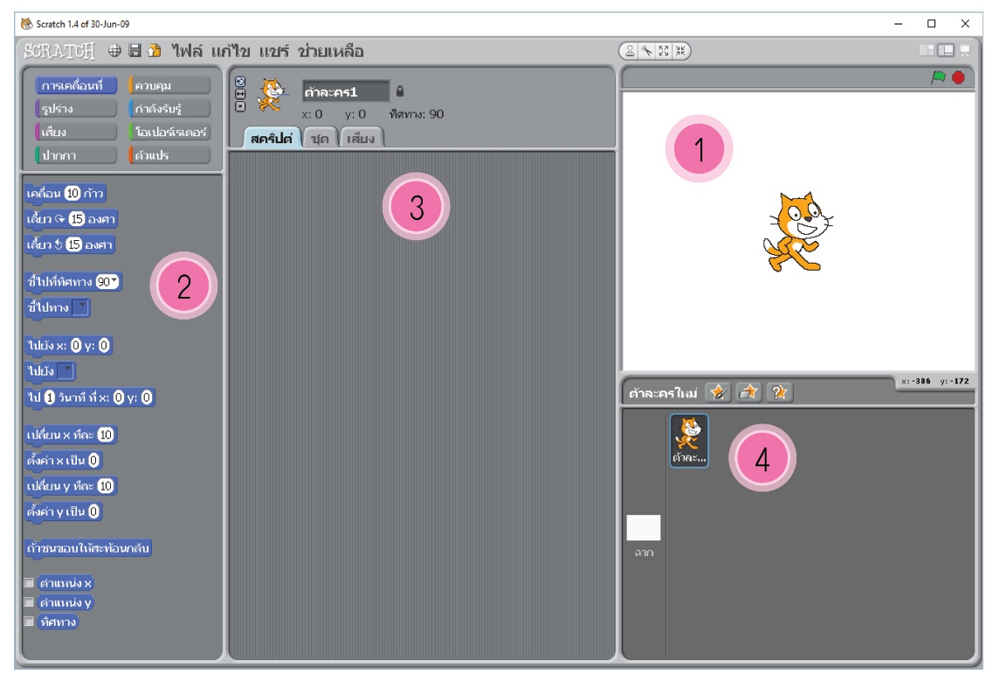 Scratch 1.4 of 30-Jun-09
SCRATCH ไฟล์ แก้ไข แชร์ ช่วยเหลือ
การเคลื่อนที่ ควบคุม
รูปร่าง กำลังรับรู้
เสียง โอเปอร์เรเตอร์
ปากกา ตัวแปร
เคลื่อน 10 ก้าว
เลี้ยว 15 องศา
เลี้ยว 15 องศา
ชี้ไปที่ทิศทาง 90
ชี้ไปทาง
2
ไปยัง x: 0 y: 0
ไปยัง
ไป 1 วินาที ที่ x: 0 y: 0
เปลี่ยน x ทีละ 10
ตั้งค่า x เป็น 0
เปลี่ยน y ทีละ 10
ตั้งค่า y เป็น 0
ถ้าชนขอบให้สะท้อนกลับ
ตำแหน่ง x
ตำแหน่ง y
ทิศทาง
ตัวละคร1
x: 0 y: 0 ทิศทาง: 90
สคริปต์ ชุด เสียง
3
1
x: -386 y: -172
ตัวละครใหม่
ตัวละ...
4
ฉาก